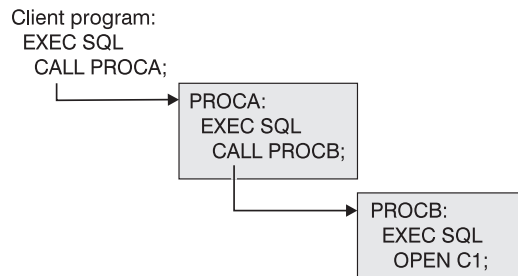 Client program:
EXEC SQL
CALL PROCA;
PROCA:
EXEC SQL
CALL PROCB;
PROCB:
EXEC SQL
OPEN C1;